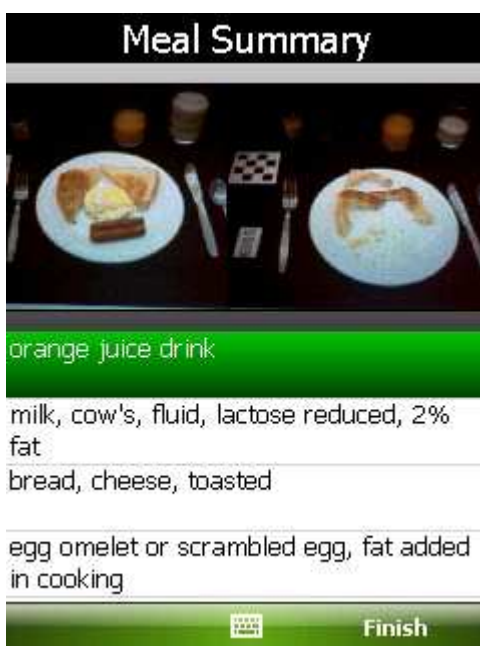 Meal Summary
orange juice drink
milk, cow's, fluid, lactose reduced, 2%
fat
bread, cheese, toasted
egg omelet or scrambled egg, fat added
in cooking
Finish